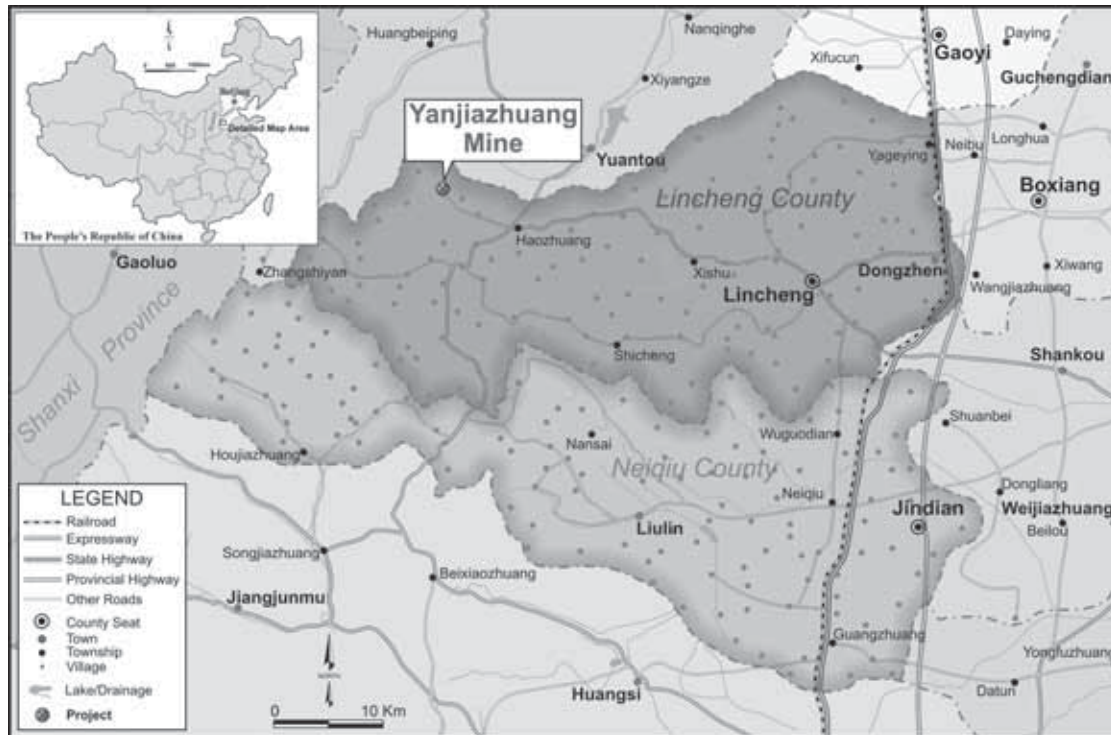 Huangbeiping
Nanqinghe
Gaoyi
Daying
Xifucun
Xiyangze
Guchengdian
Beijing
Detailed Map Area
The People's Republic of China
Yanjiazhuang
Mine
Yuantou
Yageying
Neibu
Longhua
Lincheng County
Boxiang
Haozhuang
Gaoluo
Zhangshiyan
Xishu
Dongzhen
Xiwang
Lincheng
Wangjiazhuang
Province
Shanxi
Shicheng
Shankou
Shuanbei
Nansai
Wuguodian
Houjiazhuang
Neiqiu County
Dongliang
Neiqiu
Jindian
Weijiazhuang
Beilou
Liulin
LEGEND
Railroad
Expressway
State Highway
Provincial Highway
Other Roads
County Seat
Town
Township
Village
Lake/Drainage
Project
Songjiazhuang
Beixiaozhuang
Jiangjunmu
Guangzhuang
Yongfuzhuang
Huangsi
Datun
0 10 Km